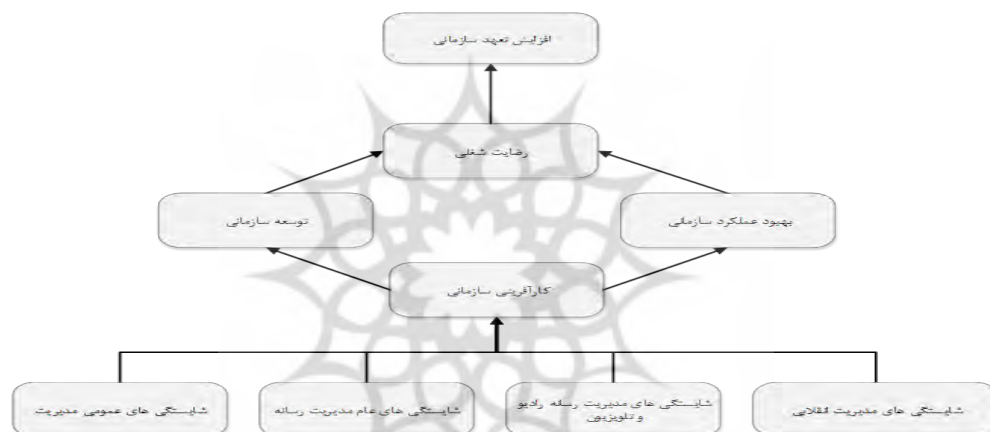 افزایش تعهد سازمانی
رضایت شغلی
بهبود عملکرد سازمانی
توسعه سازمانی
کارآفرینی سازمانی
شایستگی های مدیریت انقلابی
شایستگی های مدیریت رسانه رادیو
و تلویزیون
شایستگی های عام مدیریت رسانه
شایستگی های عمومی مدیریت